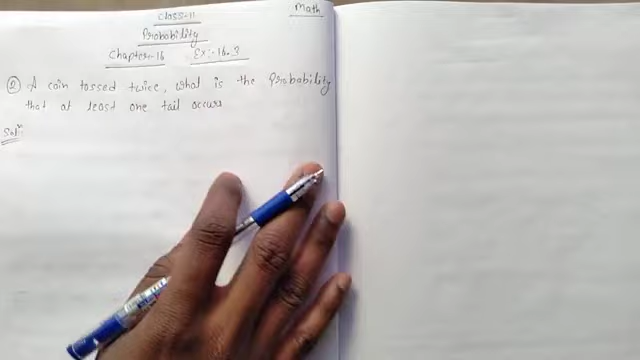 Class-11
Math
Probability
Chapter-16 Ex:-16.3
② A coin tossed twice, what is the Probability
that at least one tail occurs
Solⁿ